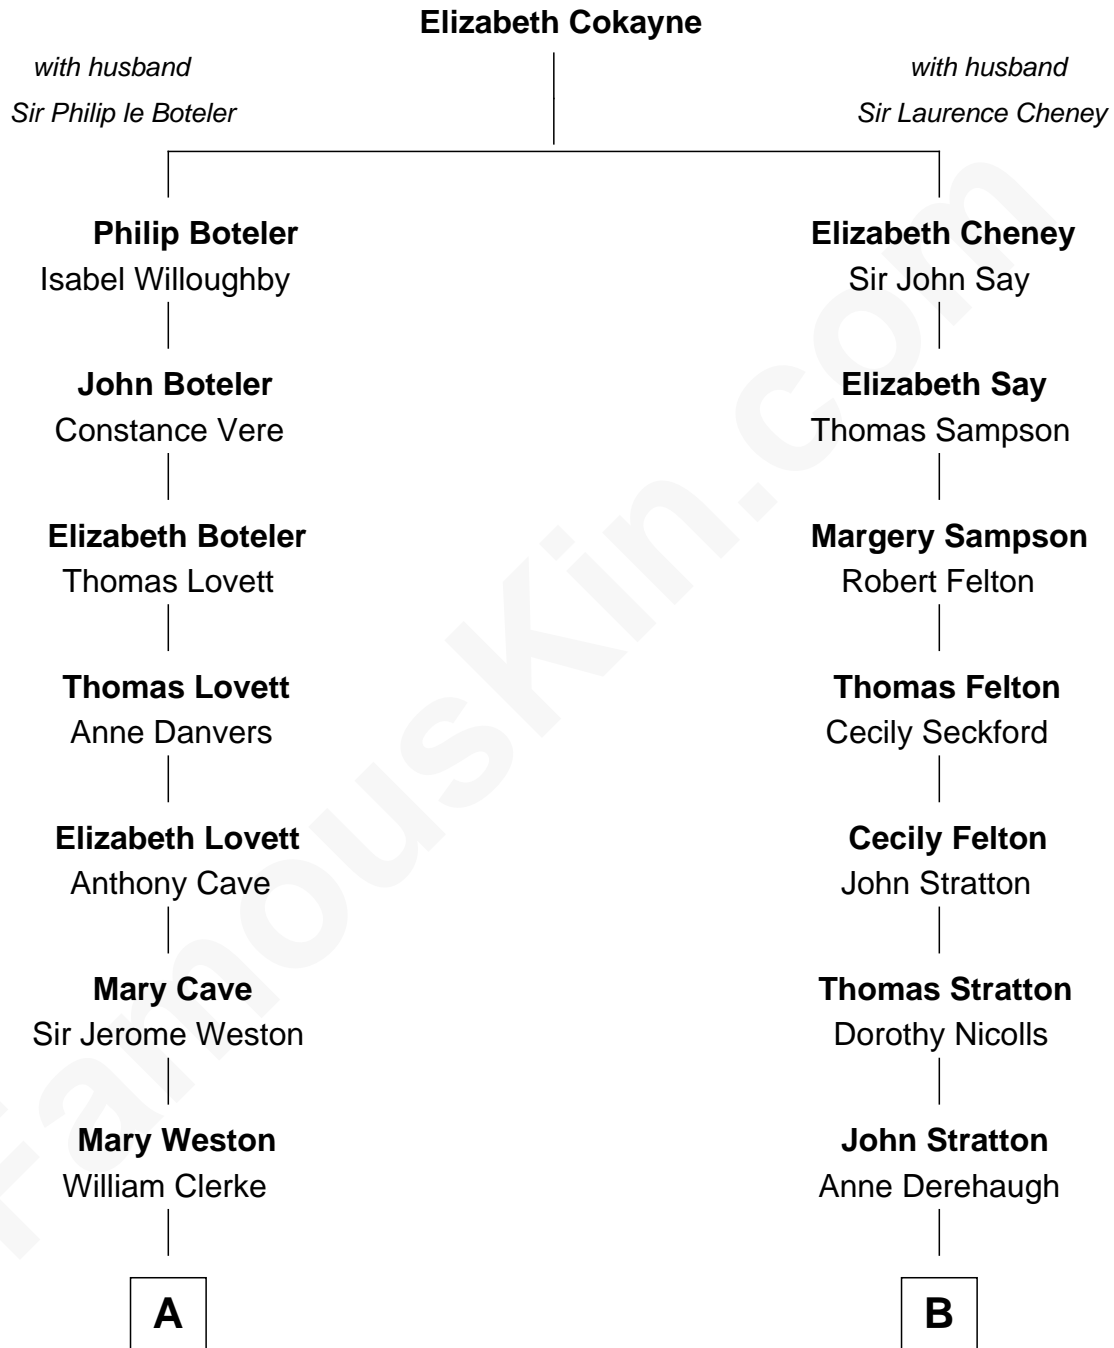 Elizabeth Cokayne
with husband
Sir Philip le Boteler
with husband
Sir Laurence Cheney
Philip Boteler
Isabel Willoughby
Elizabeth Cheney
Sir John Say
John Boteler
Constance Vere
Elizabeth Say
Thomas Sampson
Elizabeth Boteler
Thomas Lovett
Margery Sampson
Robert Felton
Thomas Lovett
Anne Danvers
Thomas Felton
Cecily Seckford
Elizabeth Lovett
Anthony Cave
Cecily Felton
John Stratton
Mary Cave
Sir Jerome Weston
Thomas Stratton
Dorothy Nicolls
Mary Weston
William Clerke
John Stratton
Anne Derehaugh
A
B
FamousKin.com